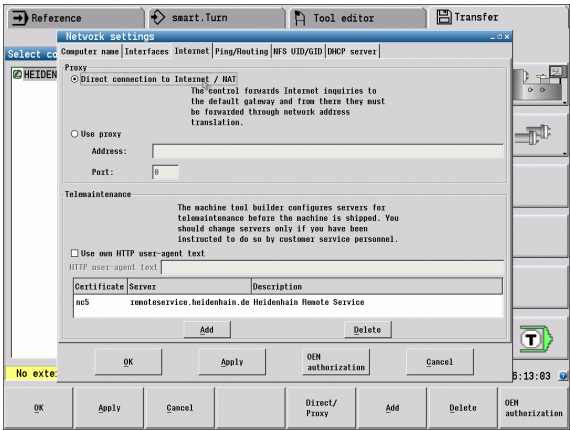 Reference
smart.Turn
Tool editor
Transfer
Network settings
Select co
Computer name
Interfaces
Internet
Ping/Routing
NFS UID/GID
DHCP server
HEIDEN
Proxy
Direct connection to Internet / NAT
The control forwards Internet inquiries to
the default gateway and from there they must
be forwarded through network address
translation.
Use proxy
Address:
Port:
0
Telemaintenance
The machine tool builder configures servers for
telemaintenance before the machine is shipped. You
should change servers only if you have been
instructed to do so by customer service personnel.
Use own HTTP user-agent text
HTTP user-agent text
Certificate Server Description
nc5 remoteservice.heidenhain.de Heidenhain Remote Service
Add
Delete
T
OK
Apply
OEM
authorization
Cancel
No exte
5:13:03
OK
Apply
Cancel
Direct/
Proxy
Add
Delete
OEM
authorization